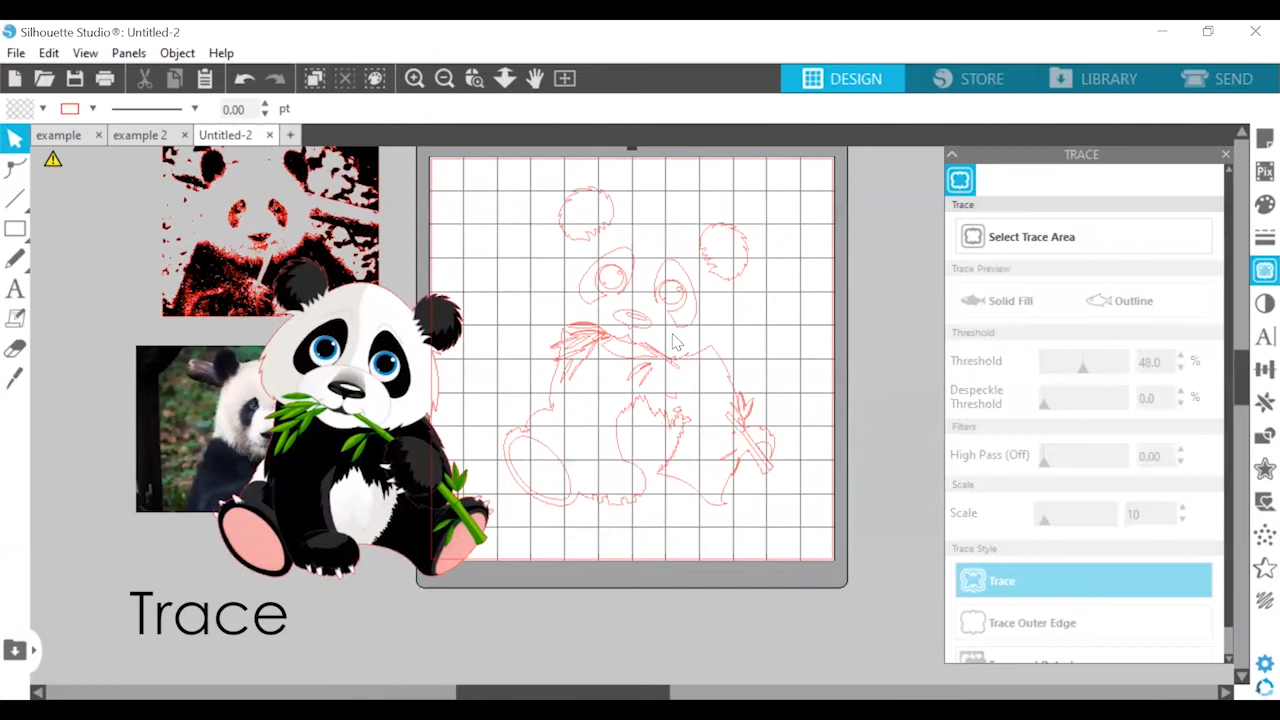 Silhouette Studio®: Untitled-2
File Edit View Panels Object Help
DESIGN STORE LIBRARY SEND
0.00 pt
example example 2 Untitled-2
TRACE
Pix
Trace
Select Trace Area
Trace Preview
Solid Fill Outline
Threshold
Threshold 48.0 %
Despeckle
Threshold 0.0 %
Filters
High Pass (Off) 0.00
Scale
Scale 10
Trace Style
Trace
Trace Outer Edge
Trace